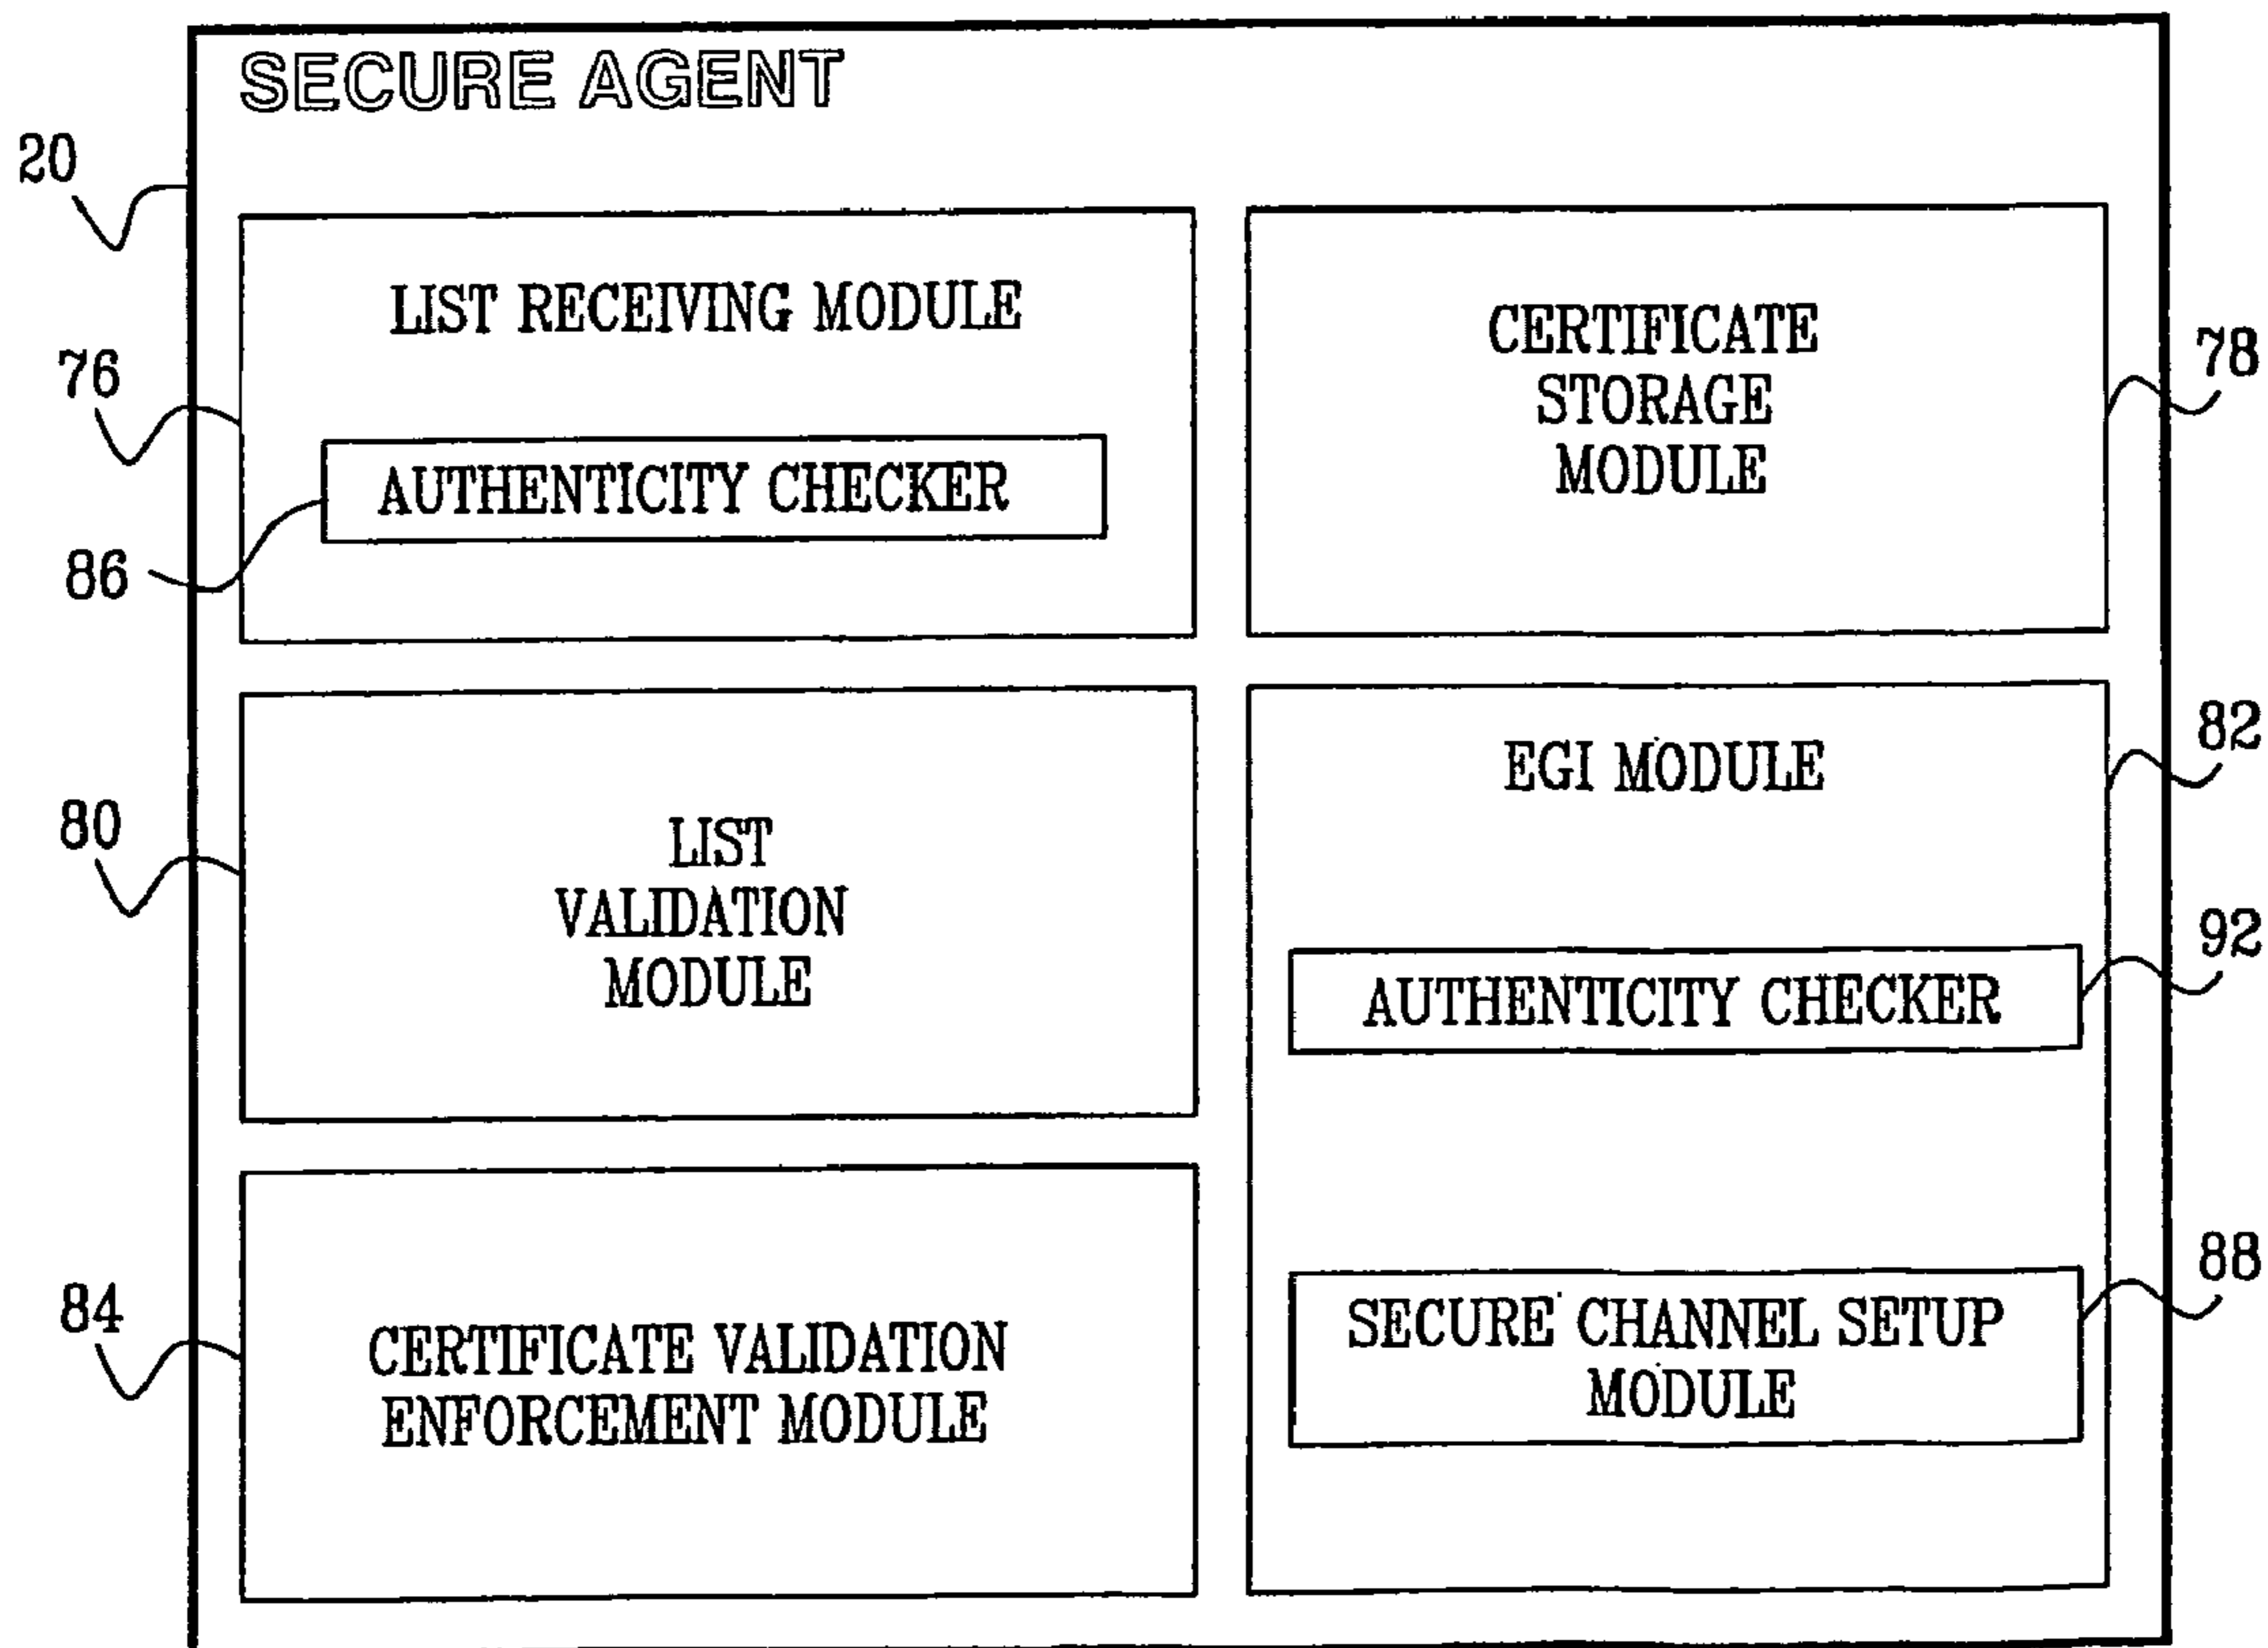 SECURE AGENT
20
LIST RECEIVING MODULE
76
AUTHENTICITY CHECKER
86
CERTIFICATE
STORAGE
MODULE
78
LIST
VALIDATION
MODULE
80
EGI MODULE
82
AUTHENTICITY CHECKER
92
SECURE CHANNEL SETUP
MODULE
88
CERTIFICATE VALIDATION
ENFORCEMENT MODULE
84